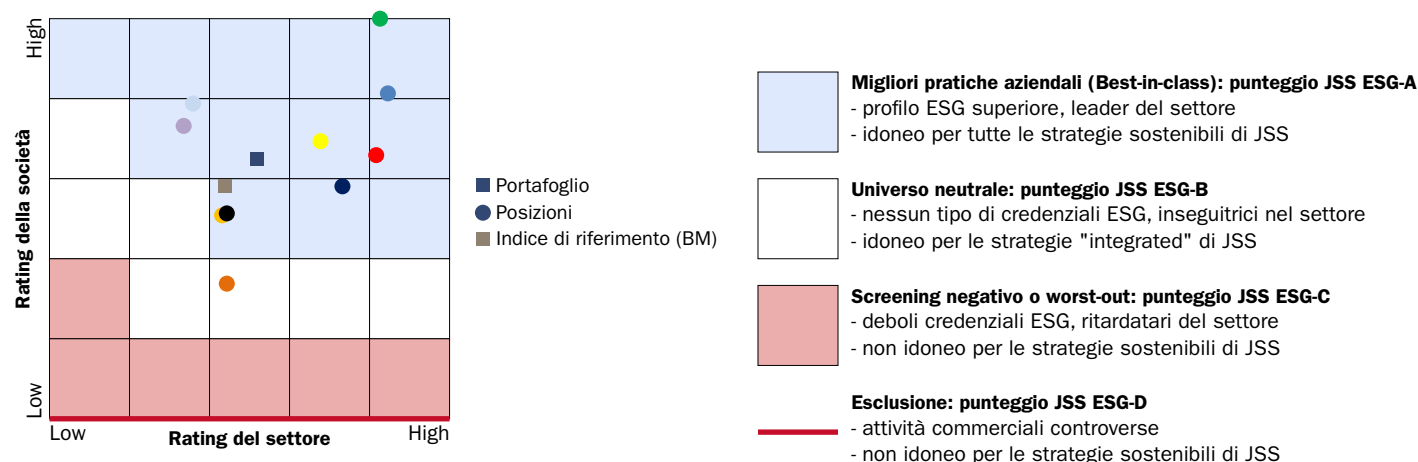 High
Rating della società
Low
Low
Rating del settore
High
Portafoglio
Posizioni
Indice di riferimento (BM)
Migliori pratiche aziendali (Best-in-class): punteggio JSS ESG-A
- profilo ESG superiore, leader del settore
- idoneo per tutte le strategie sostenibili di JSS
Universo neutrale: punteggio JSS ESG-B
- nessun tipo di credenziali ESG, inseguitrici nel settore
- idoneo per le strategie "integrated" di JSS
Screening negativo o worst-out: punteggio JSS ESG-C
- deboli credenziali ESG, ritardatari del settore
- non idoneo per le strategie sostenibili di JSS
Esclusione: punteggio JSS ESG-D
- attività commerciali controverse
- non idoneo per le strategie sostenibili di JSS